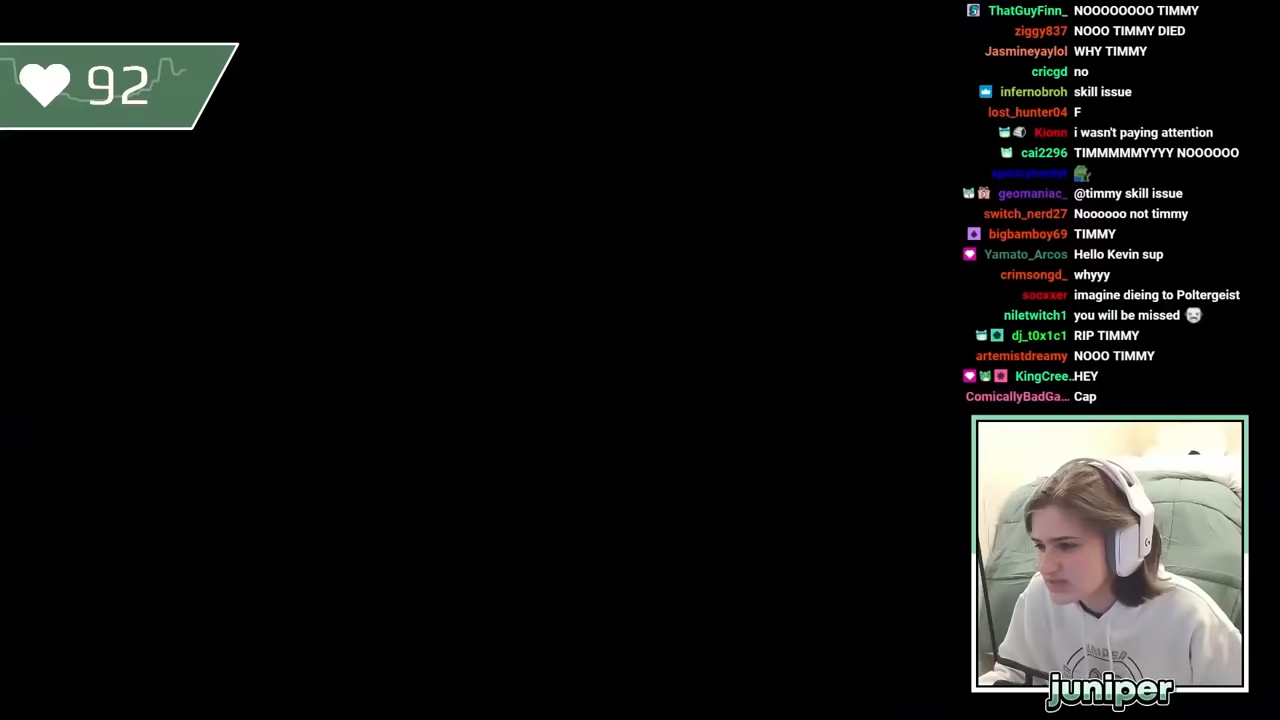 92
ThatGuyFinn_ NOOOOOOOO TIMMY
ziggy837 NOOO TIMMY DIED
Jasmineyaylol WHY TIMMY
cricgd no
infernobroh skill issue
lost_hunter04 F
Kionn i wasn't paying attention
cai2296 TIMMMMMYYYY NOOOOOO
geomaniac_ @timmy skill issue
switch_nerd27 Noooooo not timmy
bigbamboy69 TIMMY
Yamato_Arcos Hello Kevin sup
crimsongd_ whyyy
sooxxer imagine dieing to Poltergeist
niletwitch1 you will be missed
dj_t0x1c1 RIP TIMMY
artemistdreamy NOOO TIMMY
KingCree.. HEY
ComicallyBadGa... Cap
JUNIPER
juniper